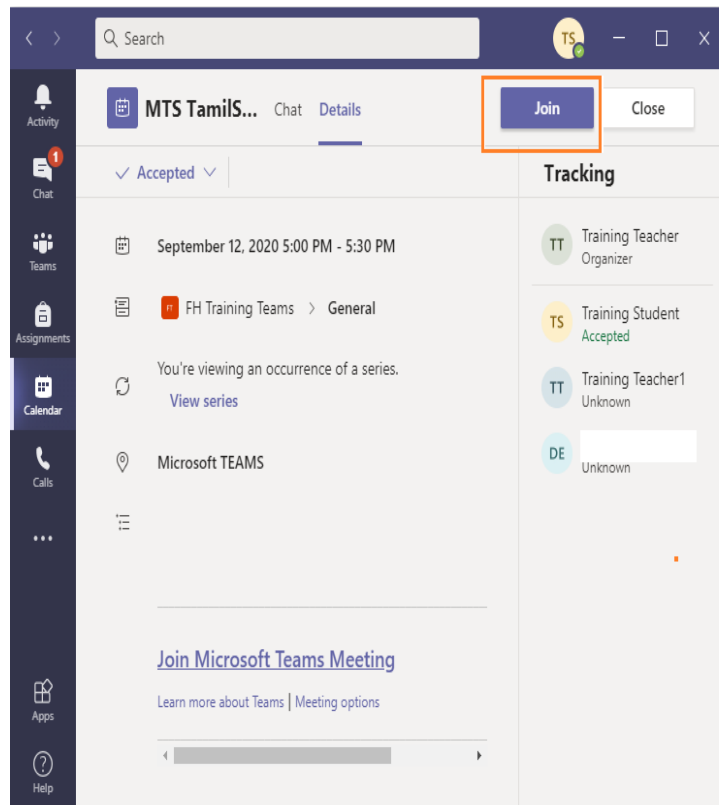 Search
TS
Activity
MTS TamilS...
Chat
Details
Join
Close
1
Chat
Accepted
Tracking
Teams
September 12, 2020 5:00 PM - 5:30 PM
TT
Training Teacher
Organizer
Assignments
FT
FH Training Teams > General
TS
Training Student
Accepted
Calendar
You're viewing an occurrence of a series.
View series
TT
Training Teacher1
Unknown
Calls
Microsoft TEAMS
DE
Unknown
...
Join Microsoft Teams Meeting
Learn more about Teams | Meeting options
Apps
Help